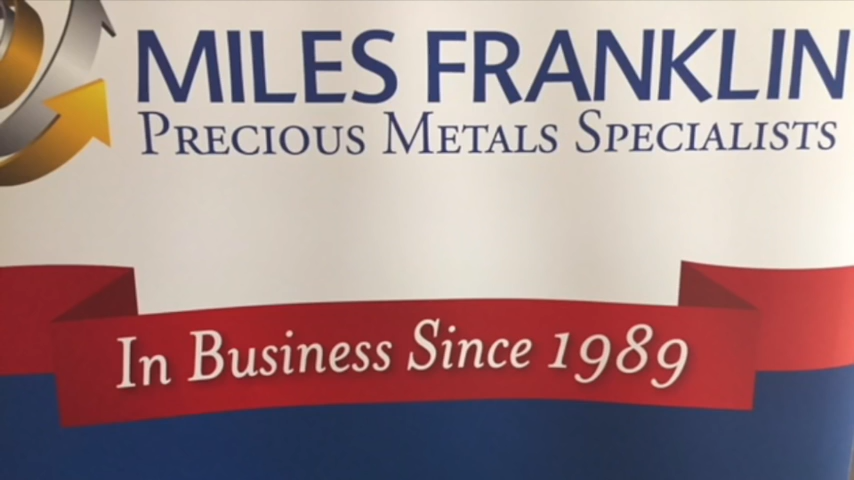 MILES FRANKLIN
PRECIOUS METALS SPECIALISTS
In Business Since 1989